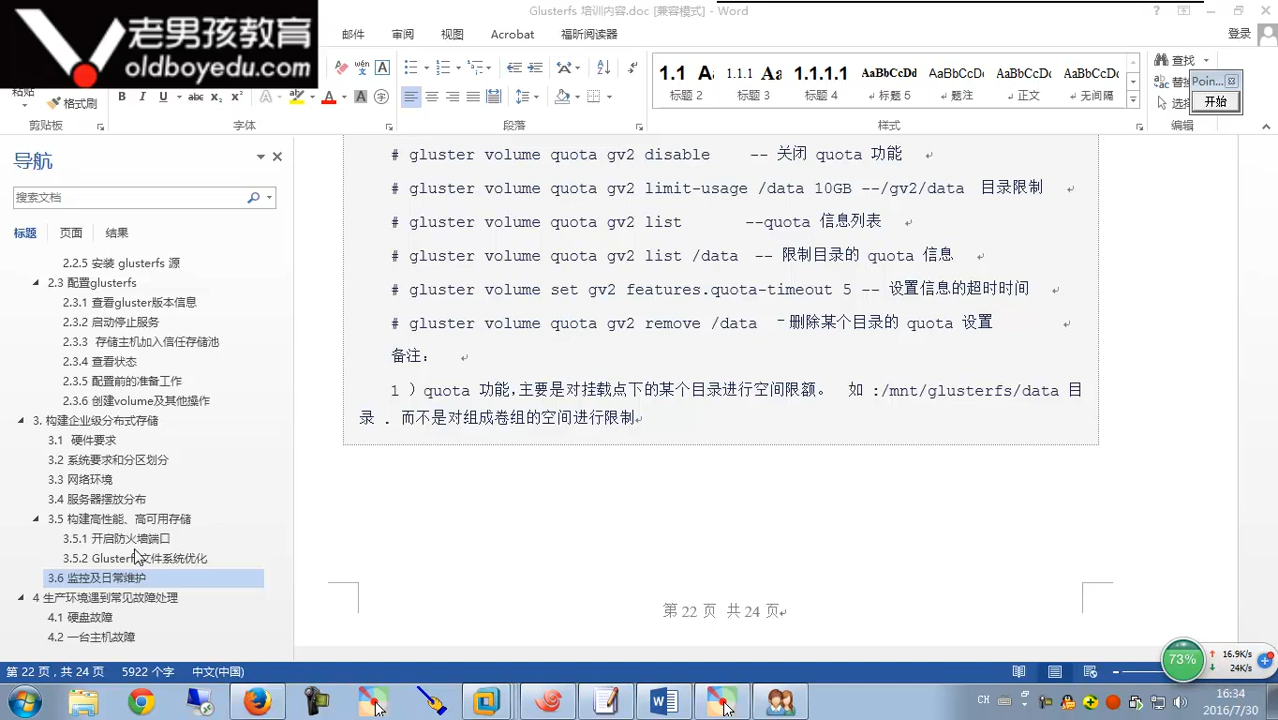 Glusterfs 培训内容.doc [兼容模式] - Word
老男孩教育
oldboyedu.com
邮件 审阅 视图 Acrobat 福昕阅读器 登录
1.1 1.1.1 1.1.1.1 AaBbCcDd AaBbCcDc AaBbCcDc AaBbCcDc
标题 2 标题 3 标题 4 标题 5 题注 正文 无间隔
查找
替换
Poin...
开始
格式刷
剪贴板 字体 段落 样式 编辑
导航
搜索文档
标题 页面 结果
2.2.5 安装 glusterfs 源
2.3 配置glusterfs
2.3.1 查看gluster版本信息
2.3.2 启动停止服务
2.3.3 存储主机加入信任存储池
2.3.4 查看状态
2.3.5 配置前的准备工作
2.3.6 创建volume及其他操作
3. 构建企业级分布式存储
3.1 硬件要求
3.2 系统要求和分区划分
3.3 网络环境
3.4 服务器摆放分布
3.5 构建高性能、高可用存储
3.5.1 开启防火墙端口
3.5.2 Glusterfs文件系统优化
3.6 监控及日常维护
4 生产环境遇到常见故障处理
4.1 硬盘故障
4.2 一台主机故障
# gluster volume quota gv2 disable -- 关闭 quota 功能
# gluster volume quota gv2 limit-usage /data 10GB --/gv2/data 目录限制
# gluster volume quota gv2 list --quota 信息列表
# gluster volume quota gv2 list /data -- 限制目录的 quota 信息
# gluster volume set gv2 features.quota-timeout 5 -- 设置信息的超时时间
# gluster volume quota gv2 remove /data -删除某个目录的 quota 设置
备注：
1 ）quota 功能,主要是对挂载点下的某个目录进行空间限额。 如 :/mnt/glusterfs/data 目
录 . 而不是对组成卷组的空间进行限制
第 22 页 共 24 页
73%
16.9K/s
24K/s
第 22 页，共 24 页 5922 个字 中文(中国)
CH
16:34
2016/7/30